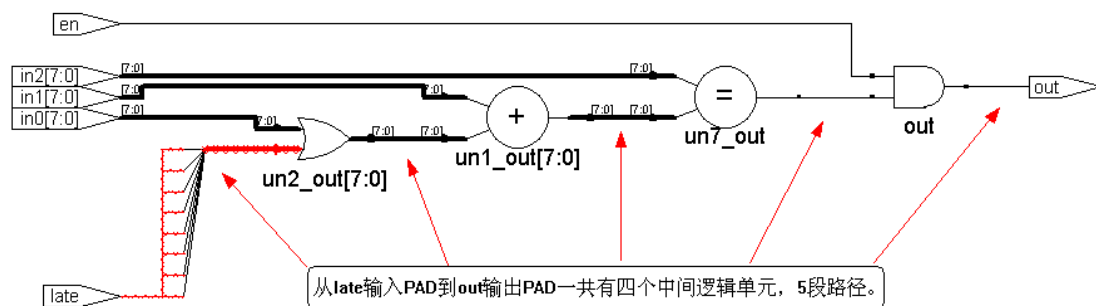 en
in2[7:0]
[7:0]
[7:0]
in1[7:0]
[7:0]
[7:0]
in0[7:0]
[7:0]
[7:0]
[7:0]
[7:0]
[7:0]
[7:0]
+
=
un7_out
out
out
un1_out[7:0]
un2_out[7:0]
从late输入PAD到out输出PAD一共有四个中间逻辑单元，5段路径。
late